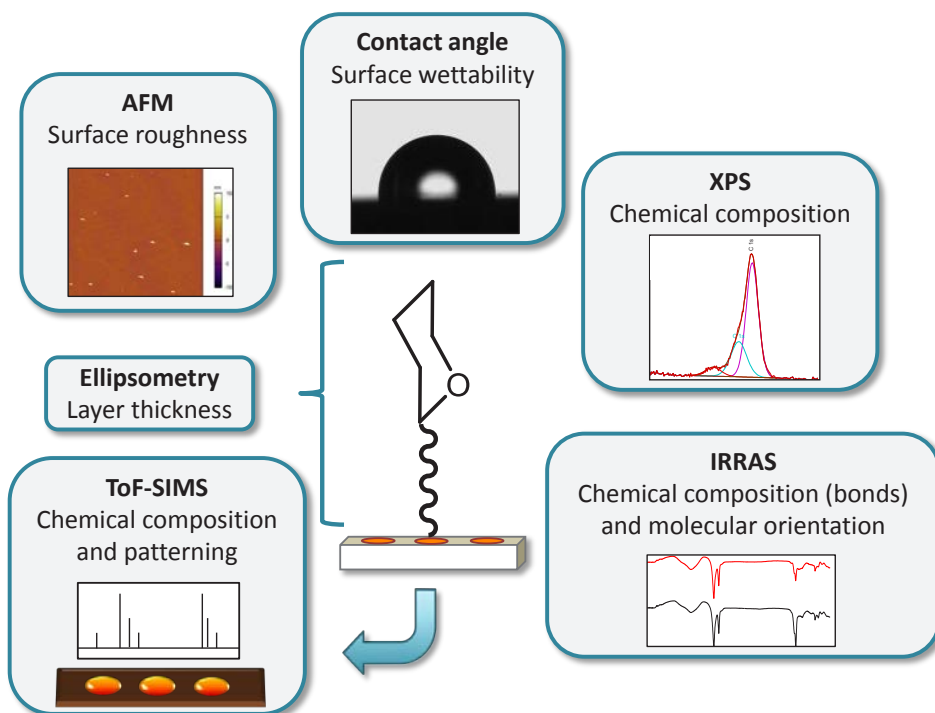 Contact angle
Surface wettability
AFM
Surface roughness
XPS
Chemical composition
C 1s
O
Ellipsometry
Layer thickness
ToF-SIMS
Chemical composition
and patterning
IRRAS
Chemical composition (bonds)
and molecular orientation